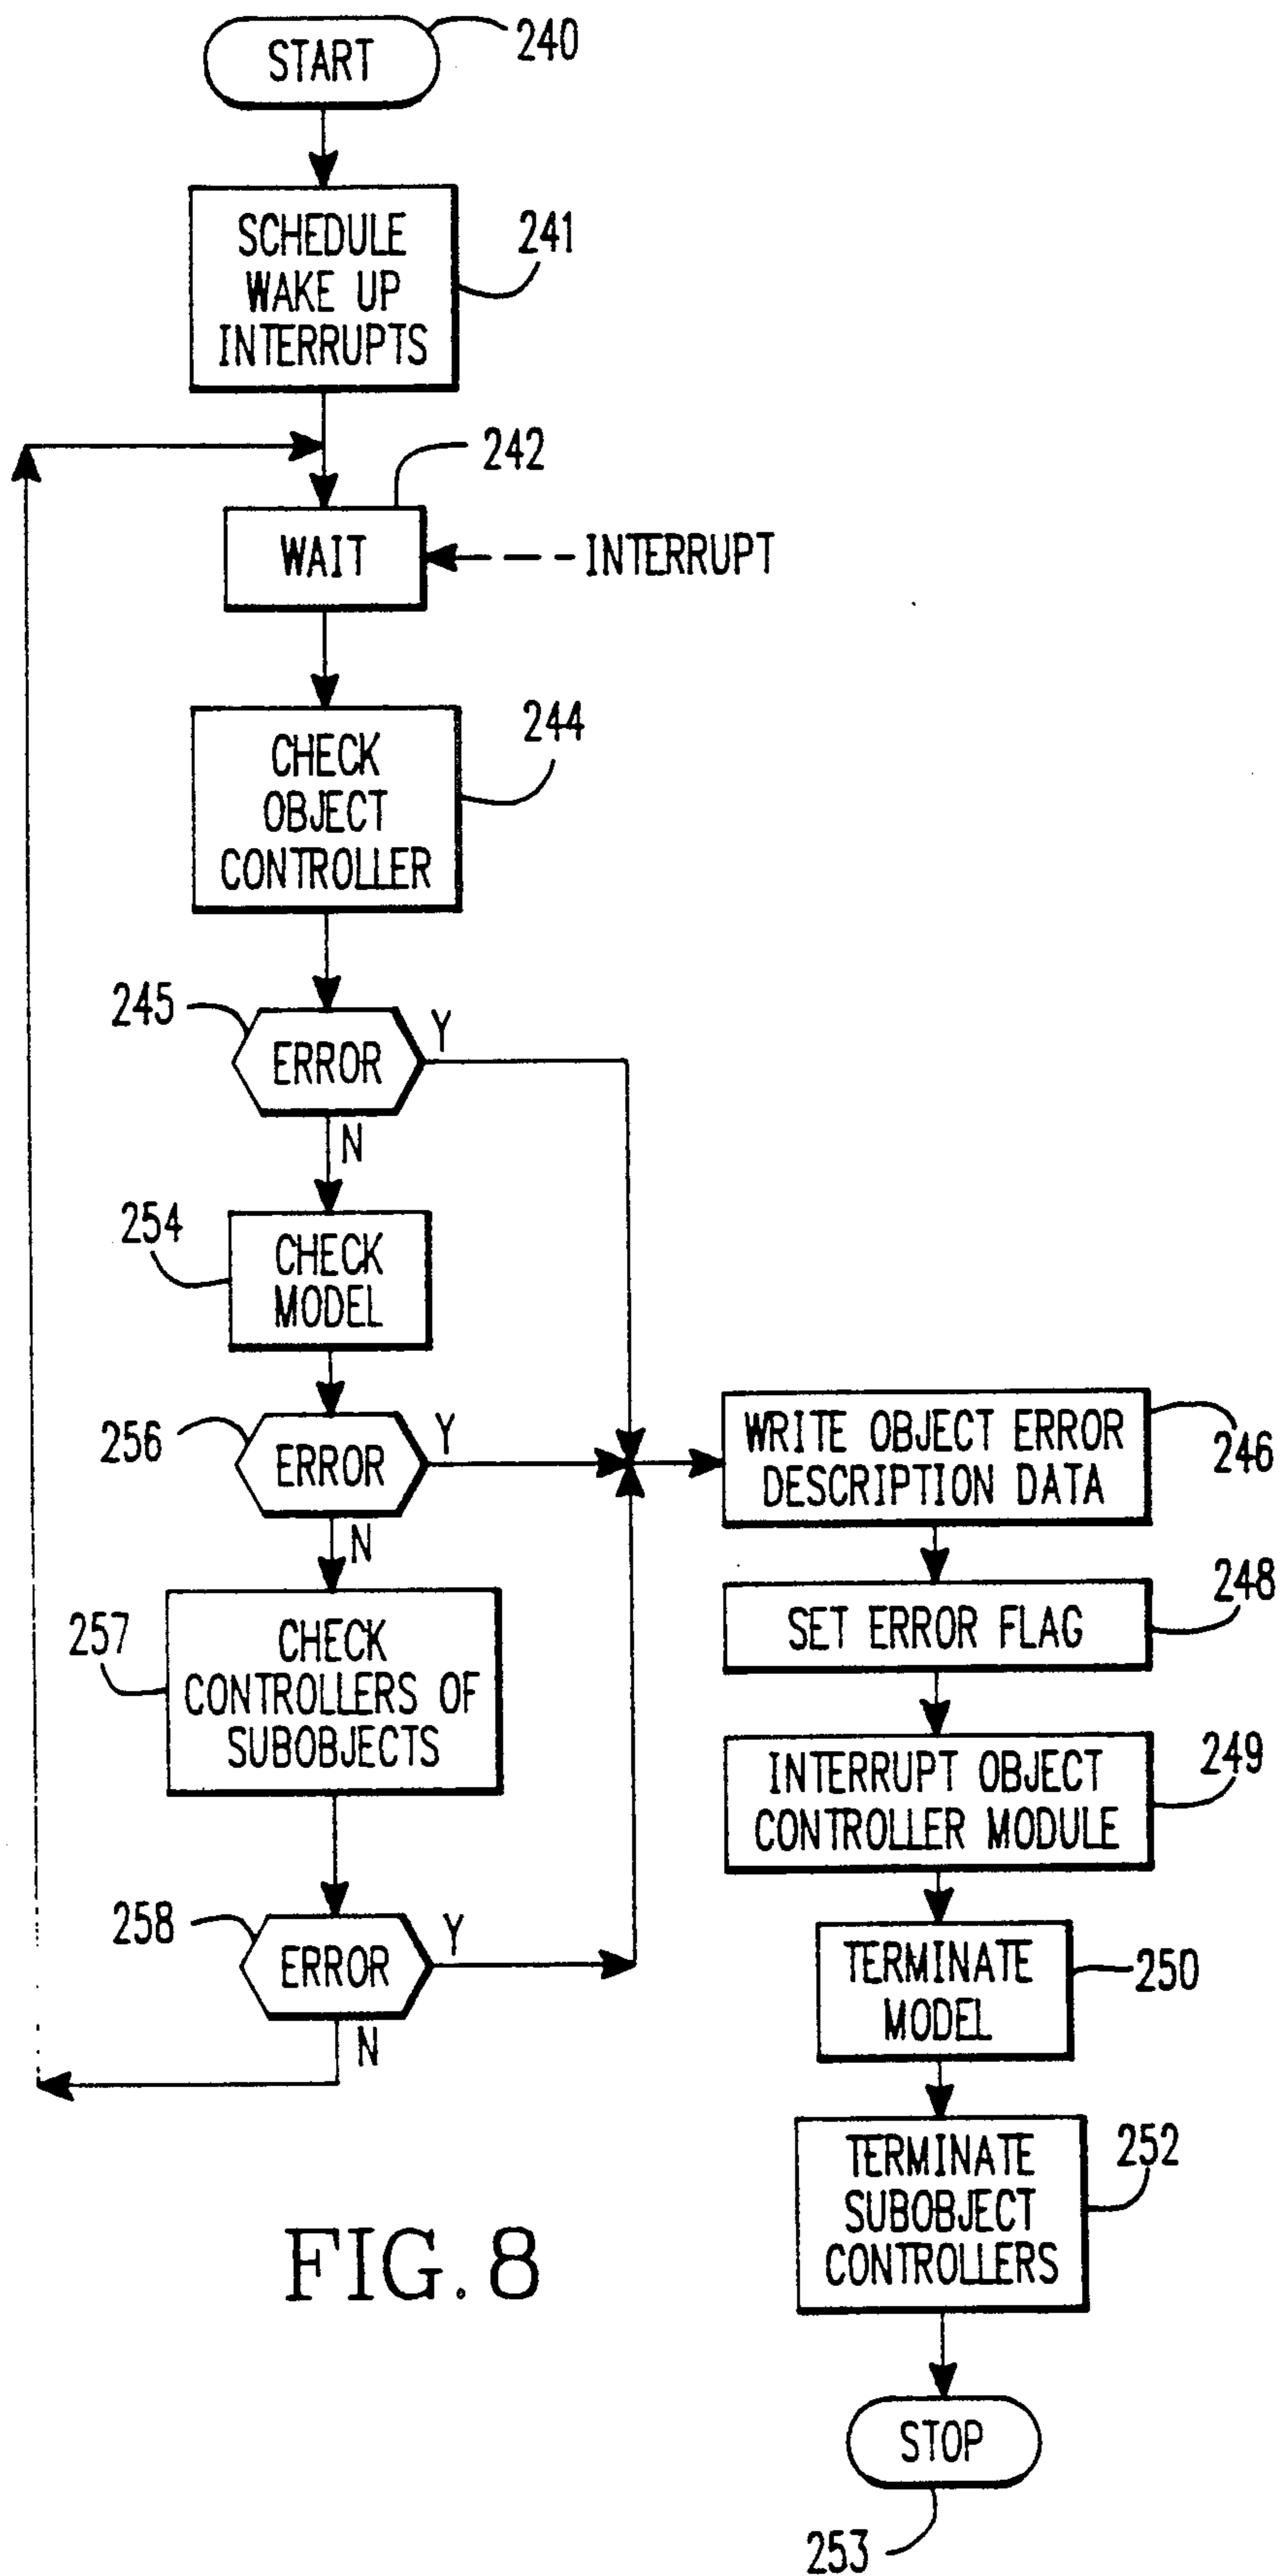 START
240
SCHEDULE
WAKE UP
INTERRUPTS
241
242
WAIT
INTERRUPT
CHECK
OBJECT
CONTROLLER
244
245
ERROR
Y
N
254
CHECK
MODEL
256
ERROR
Y
N
257
CHECK
CONTROLLERS OF
SUBOBJECTS
258
ERROR
Y
N
WRITE OBJECT ERROR
DESCRIPTION DATA
246
SET ERROR FLAG
248
INTERRUPT OBJECT
CONTROLLER MODULE
249
TERMINATE
MODEL
250
TERMINATE
SUBOBJECT
CONTROLLERS
252
STOP
253
FIG. 8